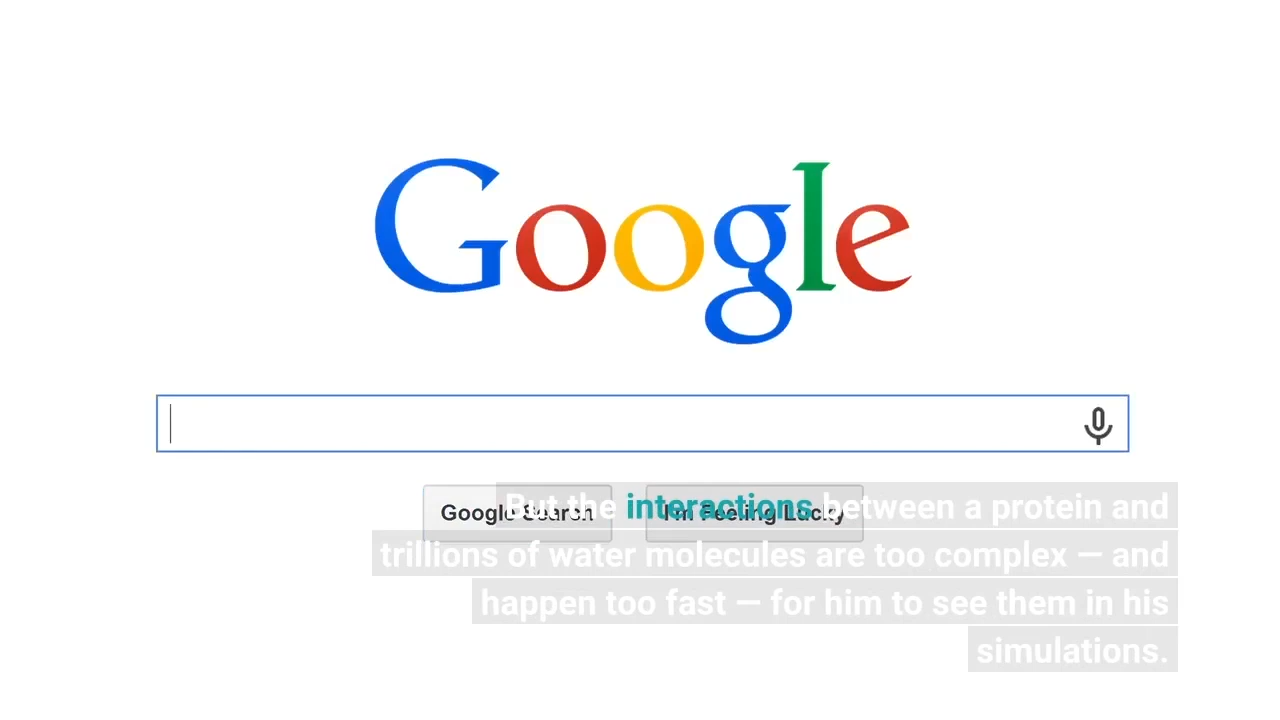 Google
Google Search
I'm Feeling Lucky
But the interactions between a protein and
trillions of water molecules are too complex — and
happen too fast — for him to see them in his
simulations.